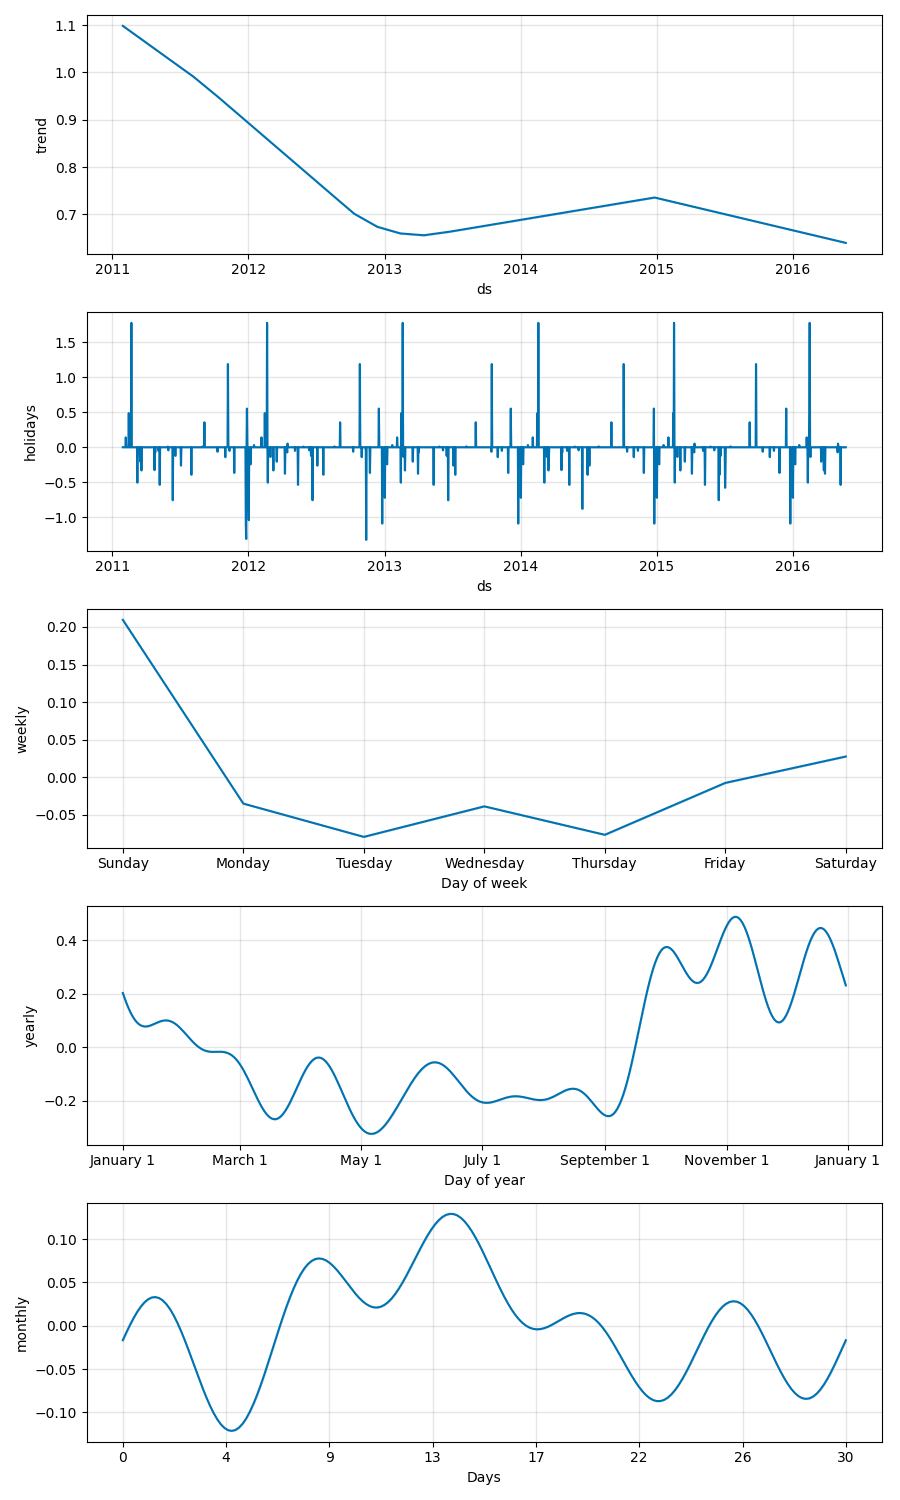 1.1
1.0
0.9
0.8
0.7
trend
2011 2012 2013 2014 2015 2016
ds
1.5
1.0
0.5
0.0
−0.5
−1.0
holidays
2011 2012 2013 2014 2015 2016
ds
0.20
0.15
0.10
0.05
0.00
−0.05
weekly
Sunday Monday Tuesday Wednesday Thursday Friday Saturday
Day of week
0.4
0.2
0.0
−0.2
yearly
January 1 March 1 May 1 July 1 September 1 November 1 January 1
Day of year
0.10
0.05
0.00
−0.05
−0.10
monthly
0 4 9 13 17 22 26 30
Days